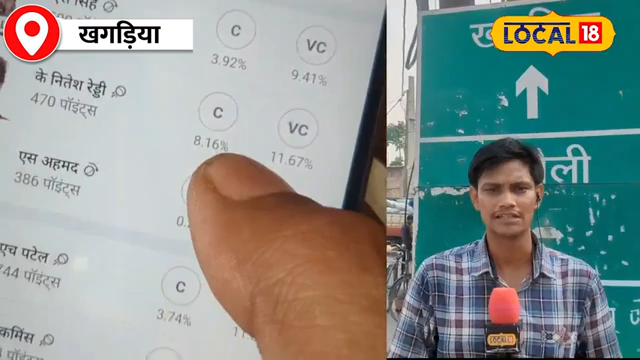 खगड़िया
C
VC
3.92%
9.41%
के नितेश रेड्डी
470 पॉइंट्स
C
VC
8.16%
11.67%
एस अहमद
386 पॉइंट्स
एच पटेल
744 पॉइंट्स
C
3.74%
C
LOCAL 18
LOCAL 18